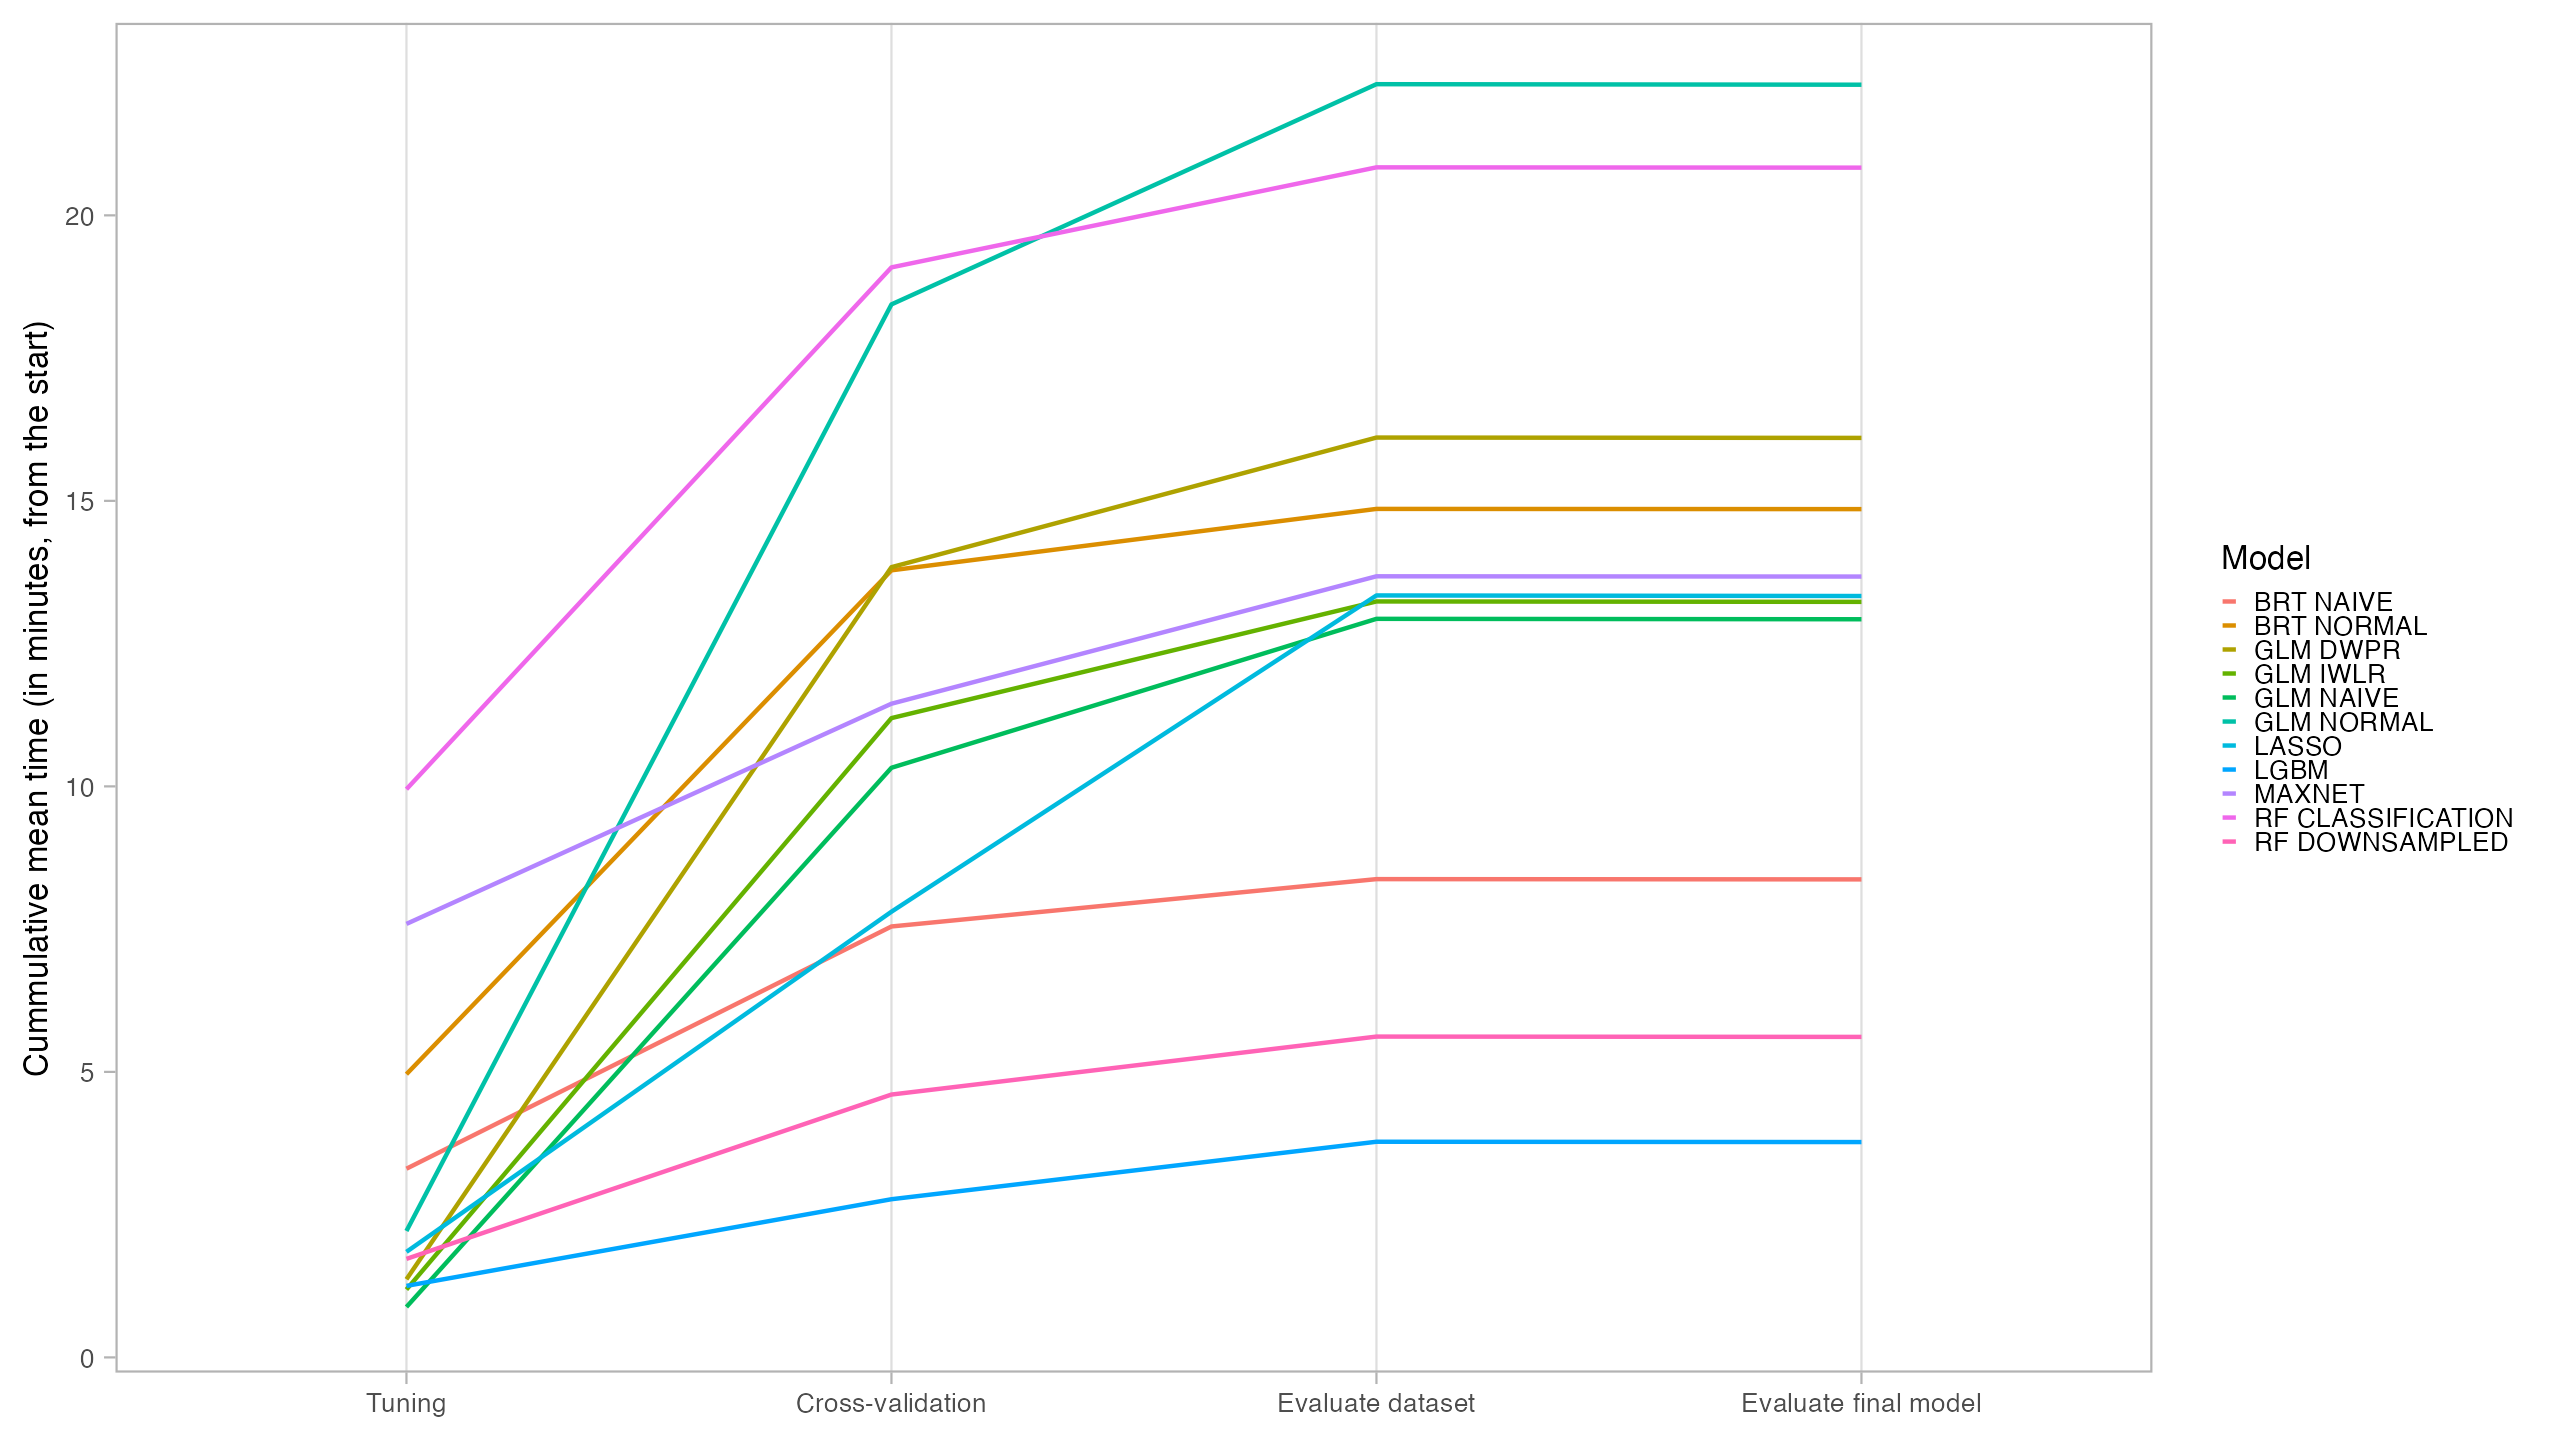 Cummulative mean time (in minutes, from the start)
20
15
10
5
0
Tuning
Cross-validation
Evaluate dataset
Evaluate final model
Model
BRT NAIVE
BRT NORMAL
GLM DWPR
GLM IWLR
GLM NAIVE
GLM NORMAL
LASSO
LGBM
MAXNET
RF CLASSIFICATION
RF DOWNSAMPLED